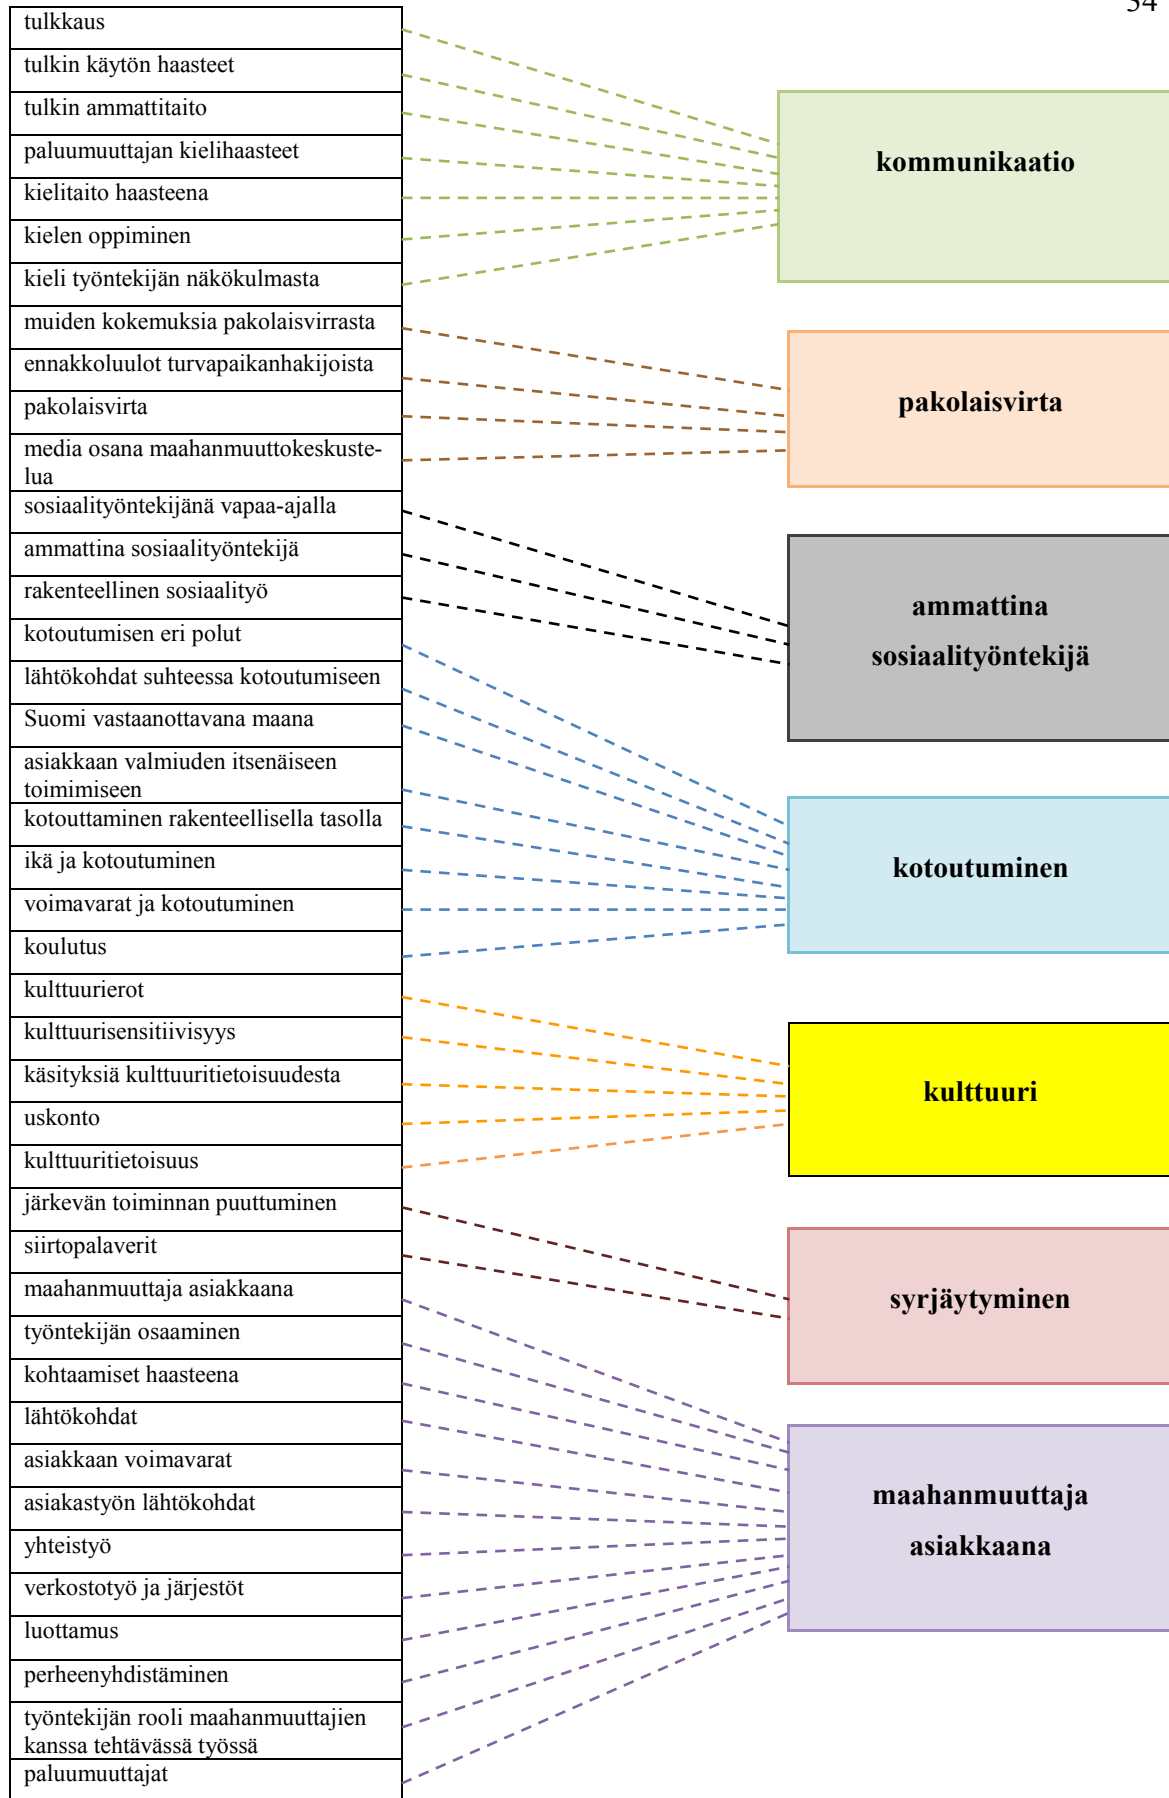 34
tulkkaus
tulkin käytön haasteet
tulkin ammattitaito
paluumuuttajan kielihaasteet
kielitaito haasteena
kielen oppiminen
kieli työntekijän näkökulmasta
muiden kokemuksia pakolaisvirrasta
ennakkoluulot turvapaikanhakijoista
pakolaisvirta
media osana maahanmuuttokeskuste-
lua
sosiaalityöntekijänä vapaa-ajalla
ammattina sosiaalityöntekijä
rakenteellinen sosiaalityö
kotoutumisen eri polut
lähtökohdat suhteessa kotoutumiseen
Suomi vastaanottavana maana
asiakkaan valmiuden itsenäiseen
toimimiseen
kotouttaminen rakenteellisella tasolla
ikä ja kotoutuminen
voimavarat ja kotoutuminen
koulutus
kulttuurierot
kulttuurisensitiivisyys
käsityksiä kulttuuritietoisuudesta
uskonto
kulttuuritietoisuus
järkevän toiminnan puuttuminen
siirtopalaverit
maahanmuuttaja asiakkaana
työntekijän osaaminen
kohtaamiset haasteena
lähtökohdat
asiakkaan voimavarat
asiakastyön lähtökohdat
yhteistyö
verkostotyö ja järjestöt
luottamus
perheenyhdistäminen
työntekijän rooli maahanmuuttajien
kanssa tehtävässä työssä
paluumuuttajat
kommunikaatio
pakolaisvirta
ammattina
sosiaalityöntekijä
kotoutuminen
kulttuuri
syrjäytyminen
maahanmuuttaja
asiakkaana